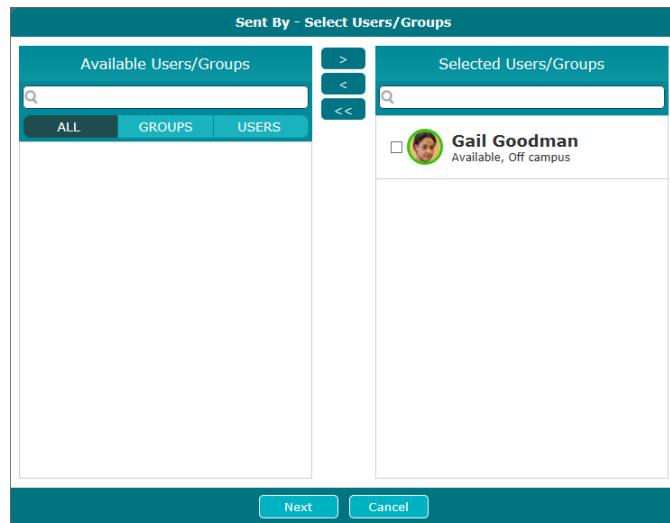 Sent By - Select Users/Groups
Available Users/Groups
ALL GROUPS USERS
>
<
<<
Selected Users/Groups
Gail Goodman
Available, Off campus
Next Cancel